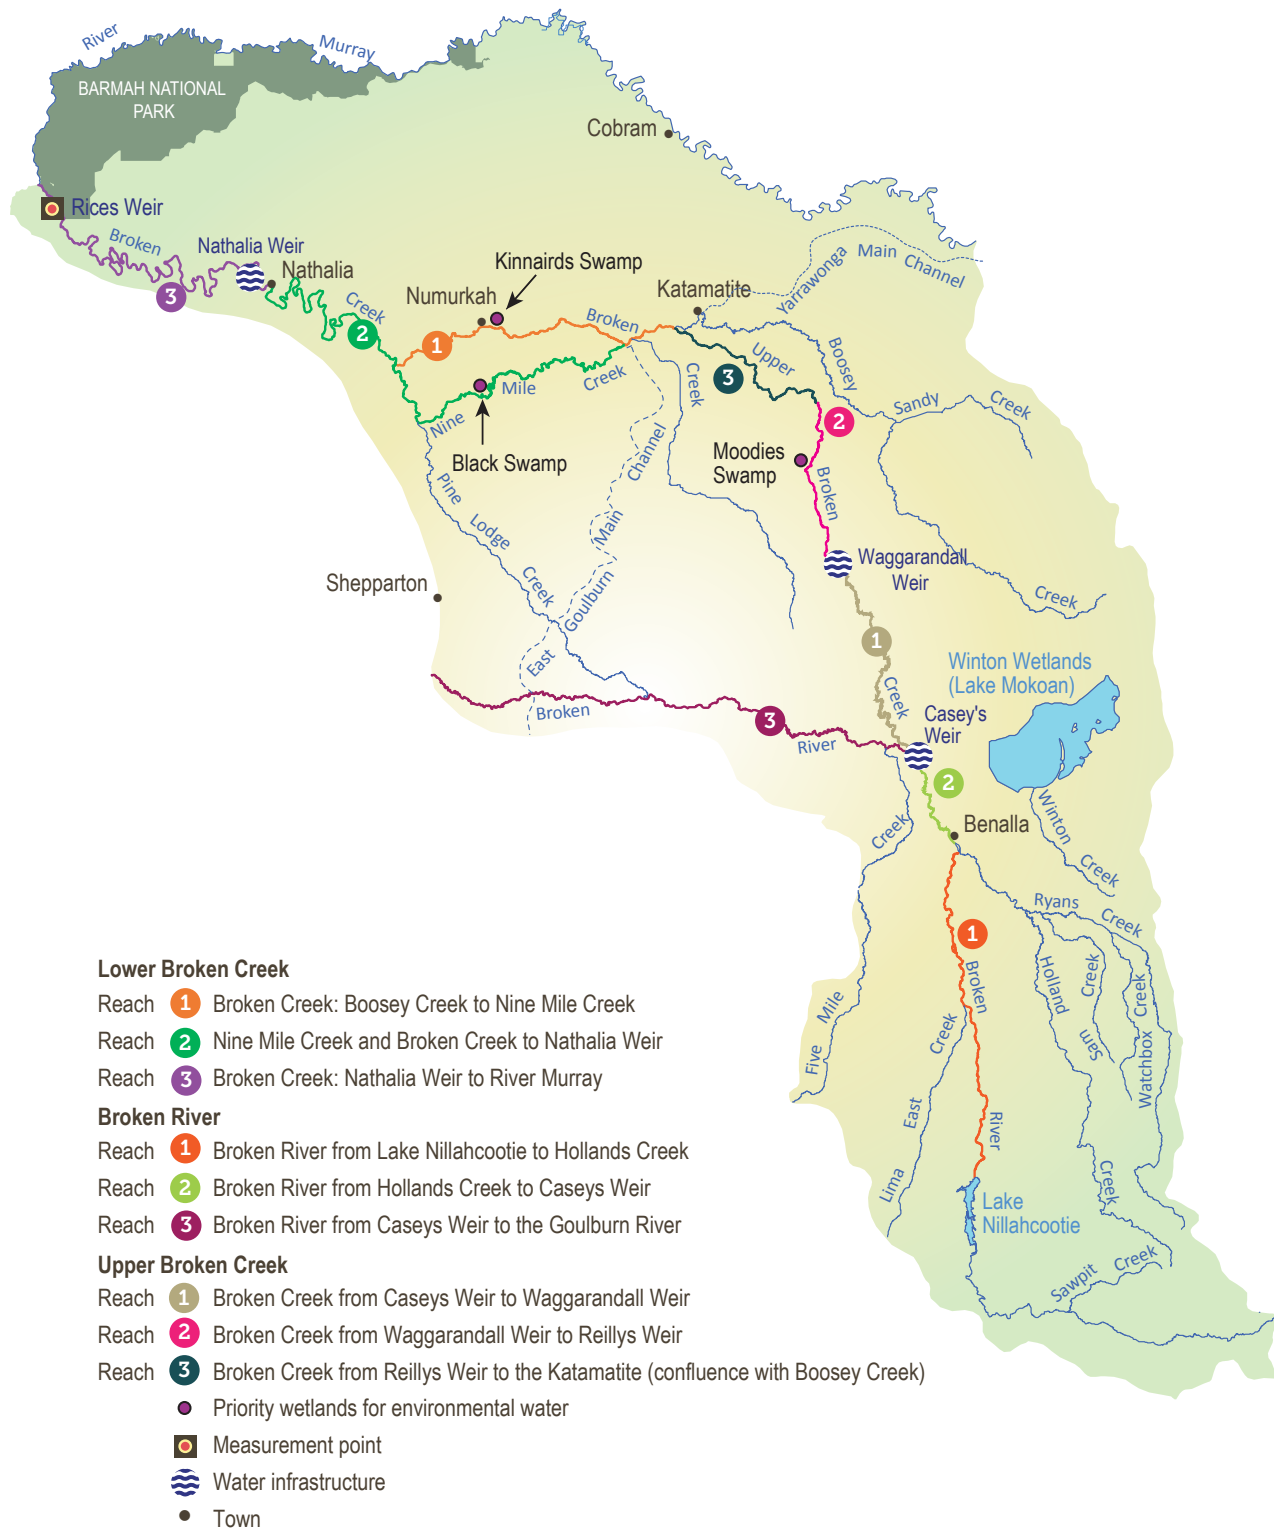 River
Murray
BARMAH NATIONAL
PARK
Cobram
Rices Weir
Broken
Nathalia Weir
Nathalia
3
Creek
2
Kinnairds Swamp
Numurkah
1
Broken
Katamatite
Yarrawonga
Main
Channel
Upper
3
Boosey
Creek
Nine
Mile
Creek
Black Swamp
Sandy
Creek
2
Moodies
Swamp
Broken
Channel
Main
Goulburn
East
Pine
Lodge
Creek
Shepparton
Waggarandall
Weir
Creek
1
Creek
Winton Wetlands
(Lake Mokoan)
Casey's
Weir
Broken
3
River
2
Benalla
Creek
Winton
Creek
Ryans
Creek
1
Broken
Holland
Creek
Sam
Creek
Watchbox
Mile
Five
Creek
East
Lima
River
Creek
Lake
Nillahcootie
Sawpit
Creek
Lower Broken Creek
Reach 1 Broken Creek: Boosey Creek to Nine Mile Creek
Reach 2 Nine Mile Creek and Broken Creek to Nathalia Weir
Reach 3 Broken Creek: Nathalia Weir to River Murray
Broken River
Reach 1 Broken River from Lake Nillahcootie to Hollands Creek
Reach 2 Broken River from Hollands Creek to Caseys Weir
Reach 3 Broken River from Caseys Weir to the Goulburn River
Upper Broken Creek
Reach 1 Broken Creek from Caseys Weir to Waggarandall Weir
Reach 2 Broken Creek from Waggarandall Weir to Reillys Weir
Reach 3 Broken Creek from Reillys Weir to the Katamatite (confluence with Boosey Creek)
Priority wetlands for environmental water
Measurement point
Water infrastructure
Town